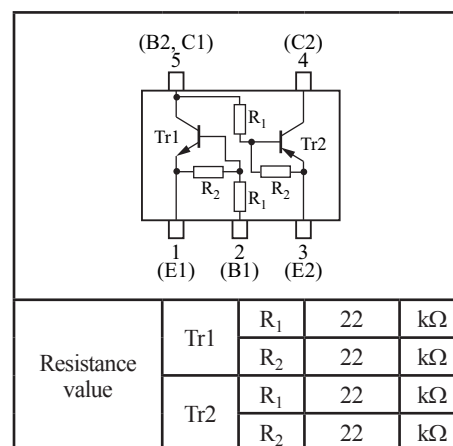 (B2, C1) (C2)
5 4
R₁
Tr1 Tr2
R₂ R₂
R₁
1 2 3
(E1) (B1) (E2)
Resistance value Tr1 R₁ 22 kΩ
R₂ 22 kΩ
Tr2 R₁ 22 kΩ
R₂ 22 kΩ